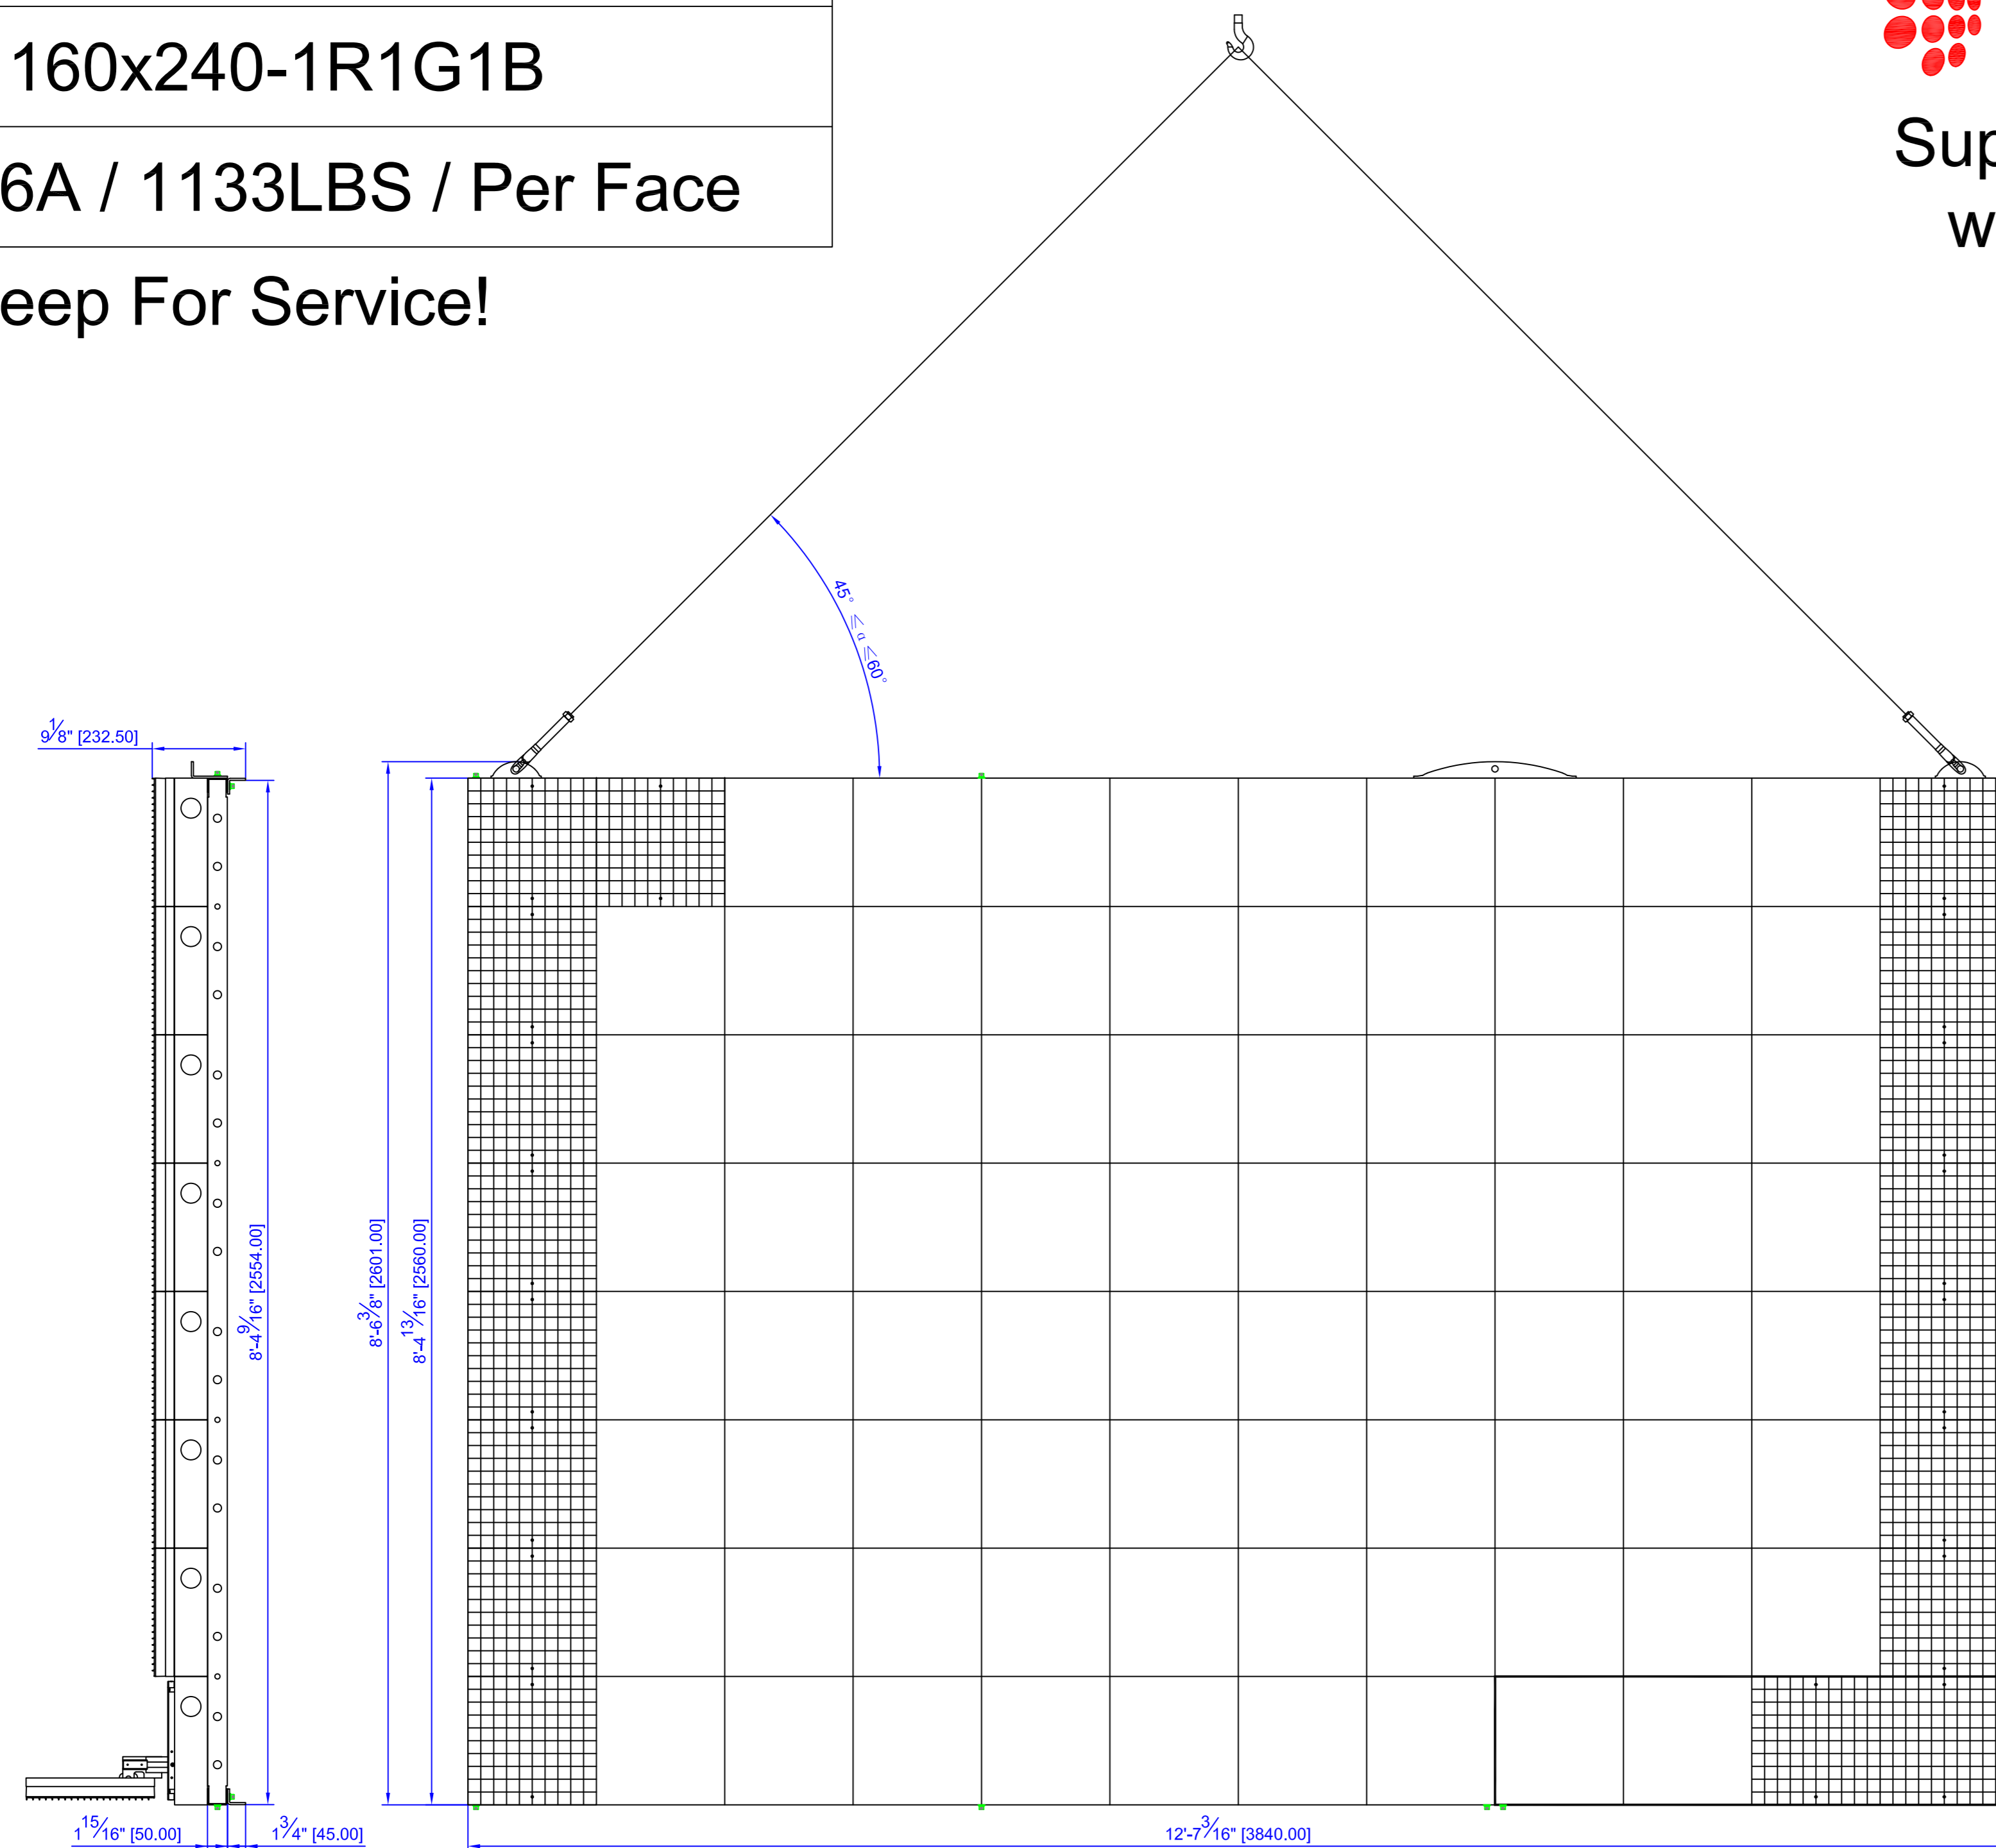 160x240-1R1G1B
6A / 1133LBS / Per Face
eep For Service!
Sup
w
45° ≤ α ≤ 60°
9 1/8" [232.50]
8'-4 9/16" [2554.00]
8'-6 3/8" [2601.00]
8'-4 13/16" [2560.00]
1 15/16" [50.00]
1 3/4" [45.00]
12'-7 3/16" [3840.00]